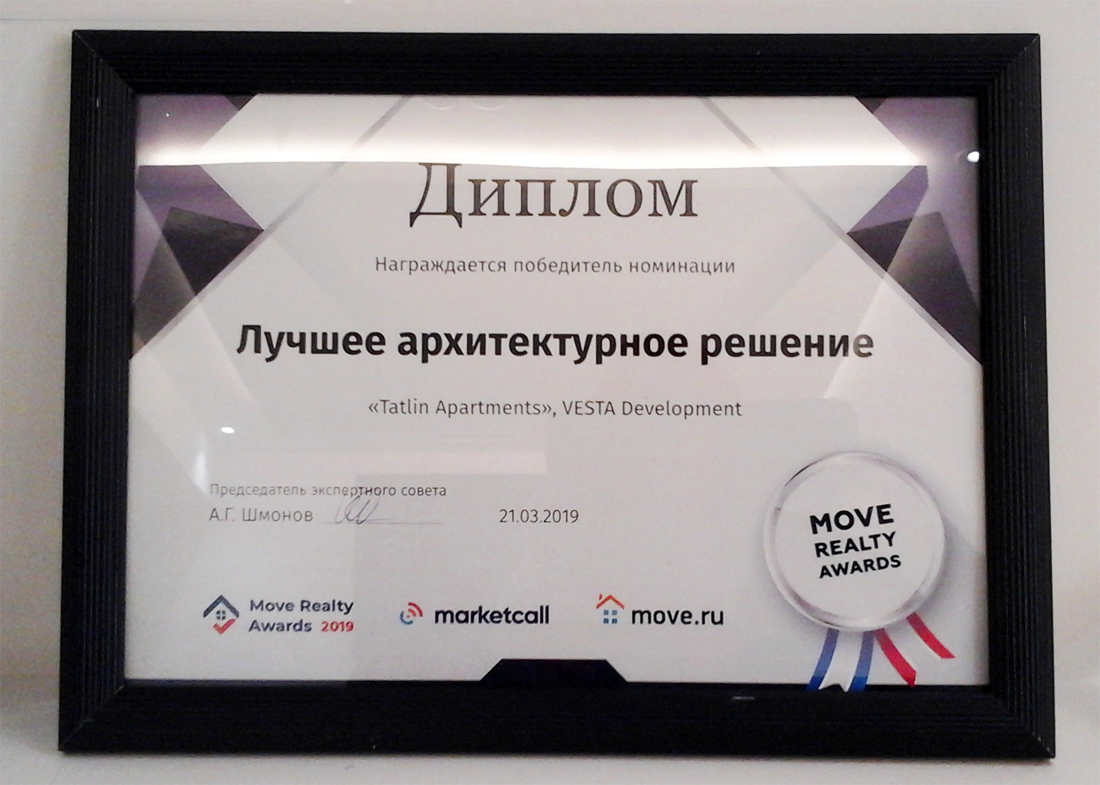 Диплом
Награждается победитель номинации
Лучшее архитектурное решение
«Tatlin Apartments», VESTA Development
Председатель экспертного совета
А.Г. Шмонов
21.03.2019
MOVE
REALTY
AWARDS
Move Realty
Awards 2019
marketcall
move.ru